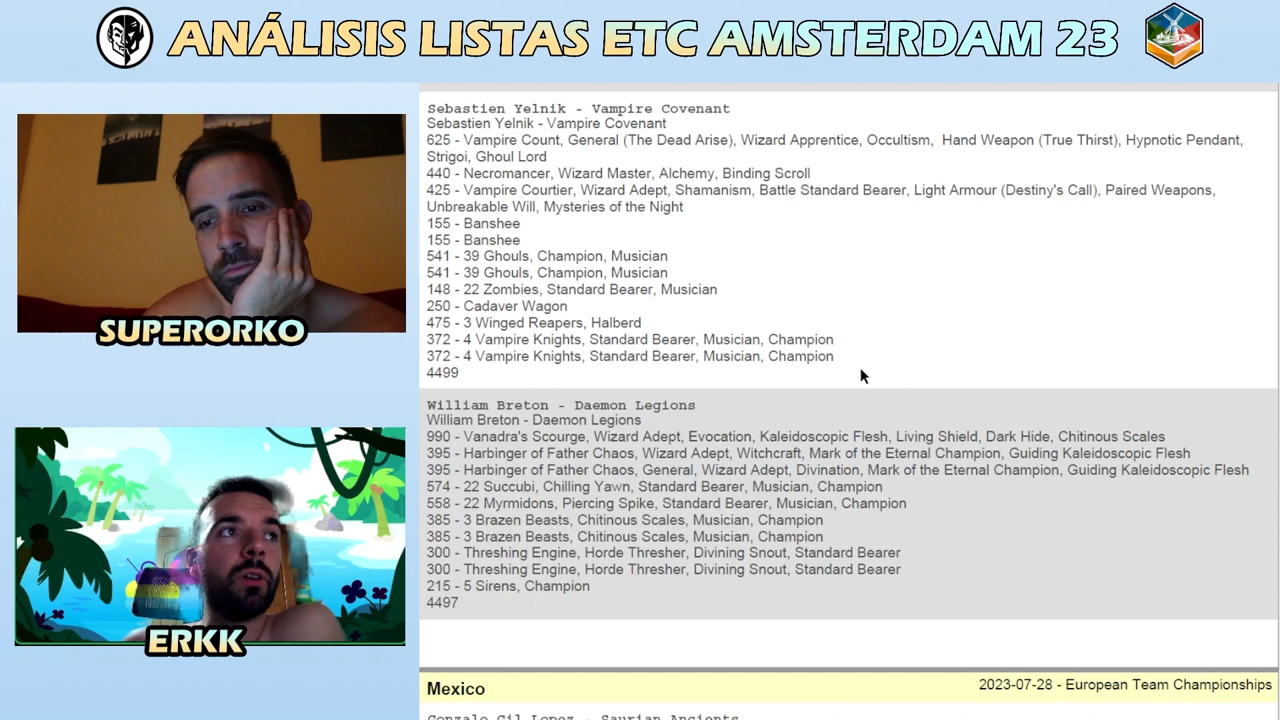 ANÁLISIS LISTAS ETC AMSTERDAM 23
Sebastien Yelnik - Vampire Covenant
Sebastien Yelnik - Vampire Covenant
625 - Vampire Count, General (The Dead Arise), Wizard Apprentice, Occultism, Hand Weapon (True Thirst), Hypnotic Pendant,
Strigoi, Ghoul Lord
440 - Necromancer, Wizard Master, Alchemy, Binding Scroll
425 - Vampire Courtier, Wizard Adept, Shamanism, Battle Standard Bearer, Light Armour (Destiny's Call), Paired Weapons,
Unbreakable Will, Mysteries of the Night
155 - Banshee
155 - Banshee
541 - 39 Ghouls, Champion, Musician
541 - 39 Ghouls, Champion, Musician
148 - 22 Zombies, Standard Bearer, Musician
250 - Cadaver Wagon
475 - 3 Winged Reapers, Halberd
372 - 4 Vampire Knights, Standard Bearer, Musician, Champion
372 - 4 Vampire Knights, Standard Bearer, Musician, Champion
4499
SUPERORKO
William Breton - Daemon Legions
William Breton - Daemon Legions
990 - Vanadra's Scourge, Wizard Adept, Evocation, Kaleidoscopic Flesh, Living Shield, Dark Hide, Chitinous Scales
395 - Harbinger of Father Chaos, Wizard Adept, Witchcraft, Mark of the Eternal Champion, Guiding Kaleidoscopic Flesh
395 - Harbinger of Father Chaos, General, Wizard Adept, Divination, Mark of the Eternal Champion, Guiding Kaleidoscopic Flesh
574 - 22 Succubi, Chilling Yawn, Standard Bearer, Musician, Champion
558 - 22 Myrmidons, Piercing Spike, Standard Bearer, Musician, Champion
385 - 3 Brazen Beasts, Chitinous Scales, Musician, Champion
385 - 3 Brazen Beasts, Chitinous Scales, Musician, Champion
300 - Threshing Engine, Horde Thresher, Divining Snout, Standard Bearer
300 - Threshing Engine, Horde Thresher, Divining Snout, Standard Bearer
215 - 5 Sirens, Champion
4497
ERKK
Mexico
2023-07-28 - European Team Championships
Gonzalo Gil Lopez - Saurian Ancients